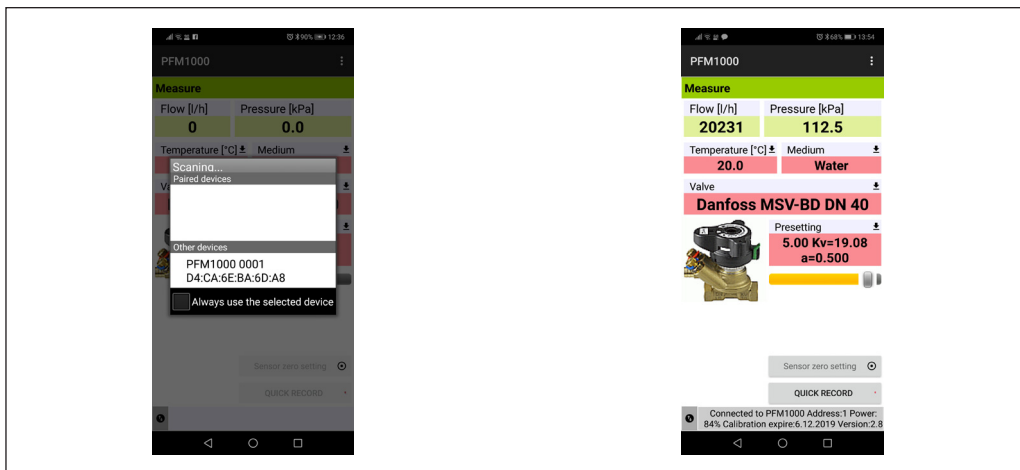 90% 12:36
PFM1000
Measure
Flow [l/h] Pressure [kPa]
0 0.0
Temperature [°C] Medium
Scaning...
Paired devices
Other devices
PFM1000 0001
D4:CA:6E:BA:6D:A8
Always use the selected device
Sensor zero setting
QUICK RECORD
68% 13:54
PFM1000
Measure
Flow [l/h] Pressure [kPa]
20231 112.5
Temperature [°C] Medium
20.0 Water
Valve
Danfoss MSV-BD DN 40
Presetting
5.00 Kv=19.08
a=0.500
Sensor zero setting
QUICK RECORD
Connected to PFM1000 Address:1 Power:
84% Calibration expire:6.12.2019 Version:2.8